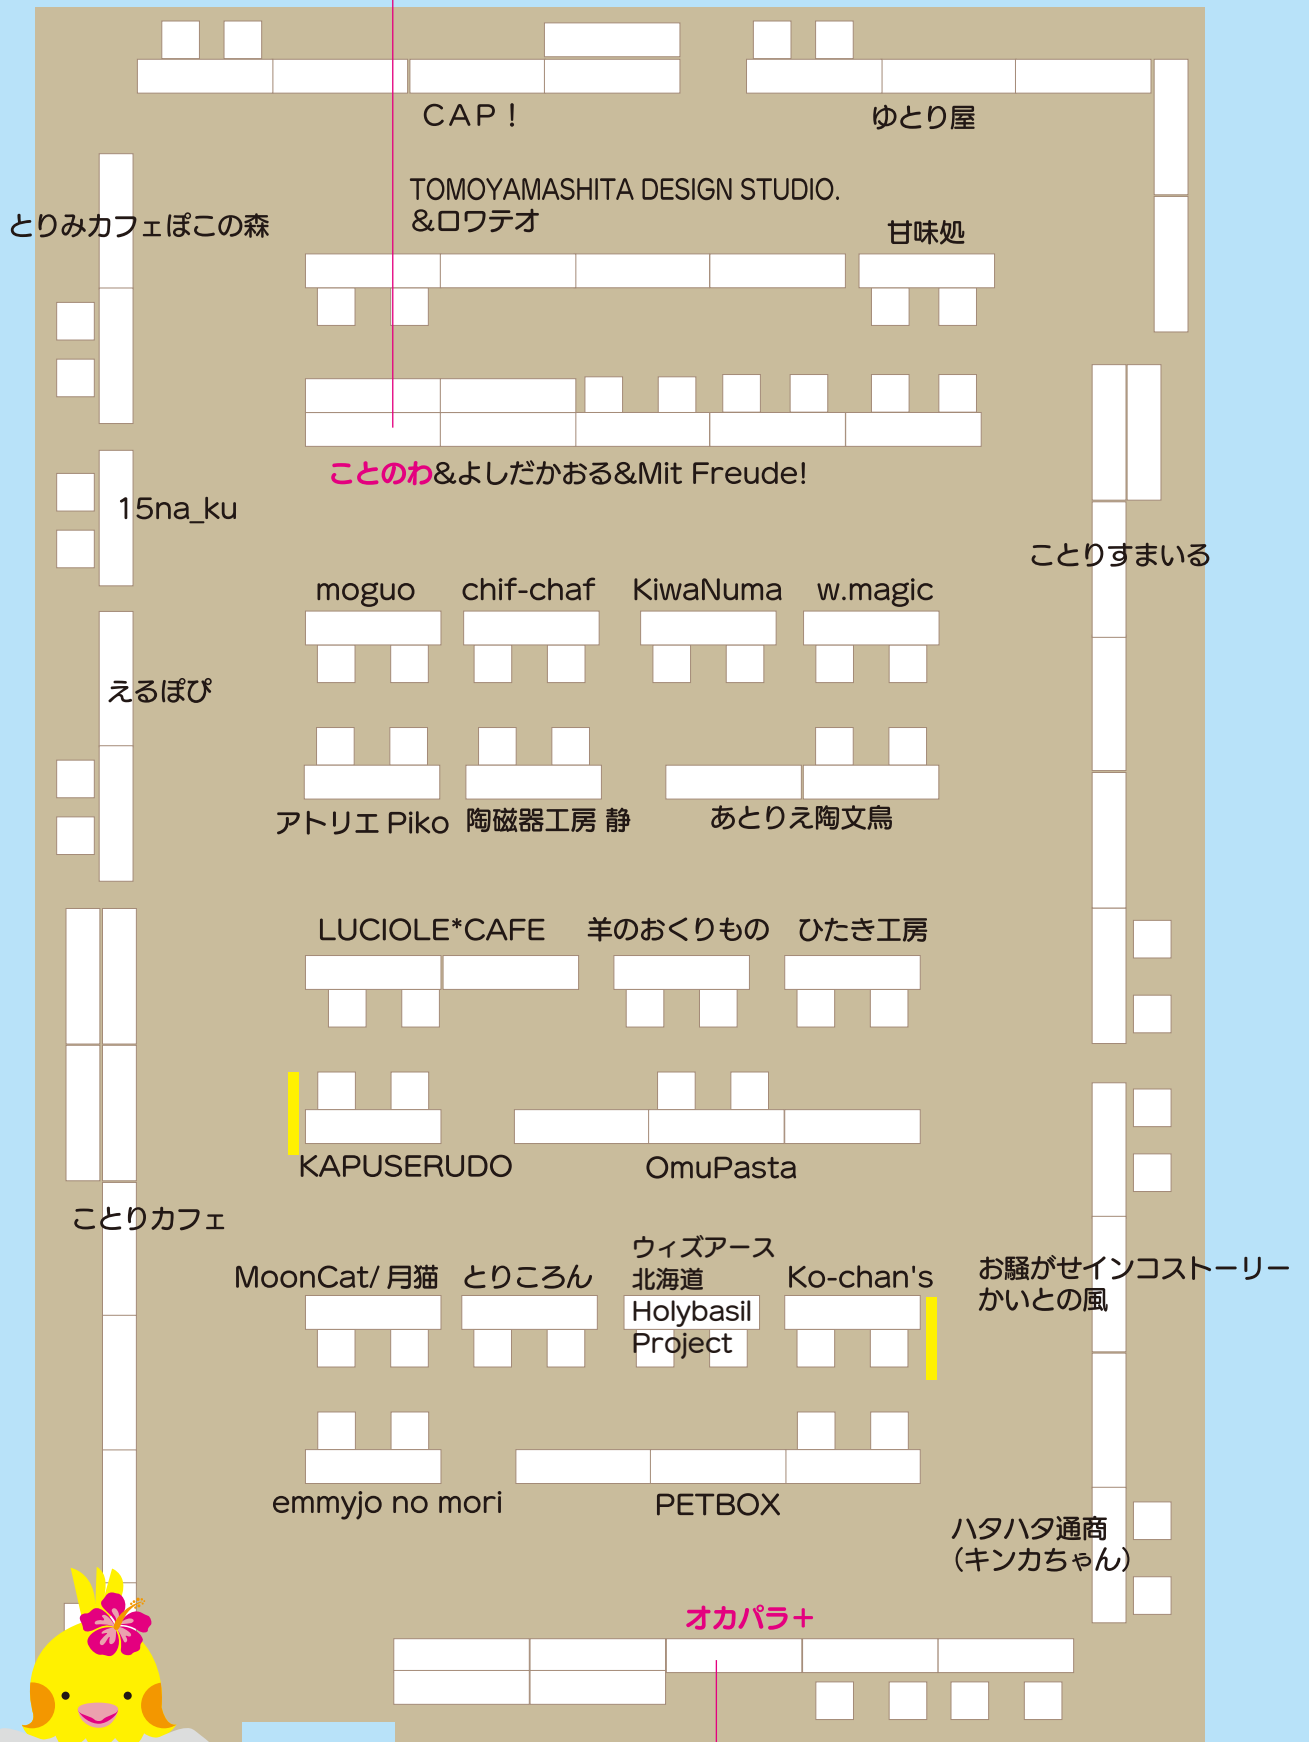 CAP！
ゆとり屋
TOMOYAMASHITA DESIGN STUDIO.
&ロワテオ
甘味処
とりみカフェぽこの森
ことのわ&よしだかおる&Mit Freude!
15na_ku
ことりすまいる
moguo
chif-chaf
KiwaNuma
w.magic
えるぽぴ
アトリエ Piko
陶磁器工房 静
あとりえ陶文鳥
LUCIOLE*CAFE
羊のおくりもの
ひたき工房
KAPUSERUDO
OmuPasta
ことりカフェ
MoonCat/ 月猫
とりころん
ウィズアース
北海道
Holybasil
Project
Ko-chan's
お騒がせインコストーリー
かいとの風
emmyjo no mori
PETBOX
ハタハタ通商
（キンカちゃん）
オカパラ＋